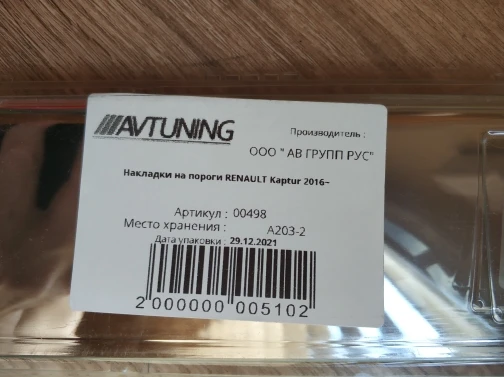 AVTUNING
Производитель :
ООО " АВ ГРУПП РУС"
Накладки на пороги RENAULT Kaptur 2016-
Артикул : 00498
Место хранения : А203-2
Дата упаковки : 29.12.2021
2 000000 005102